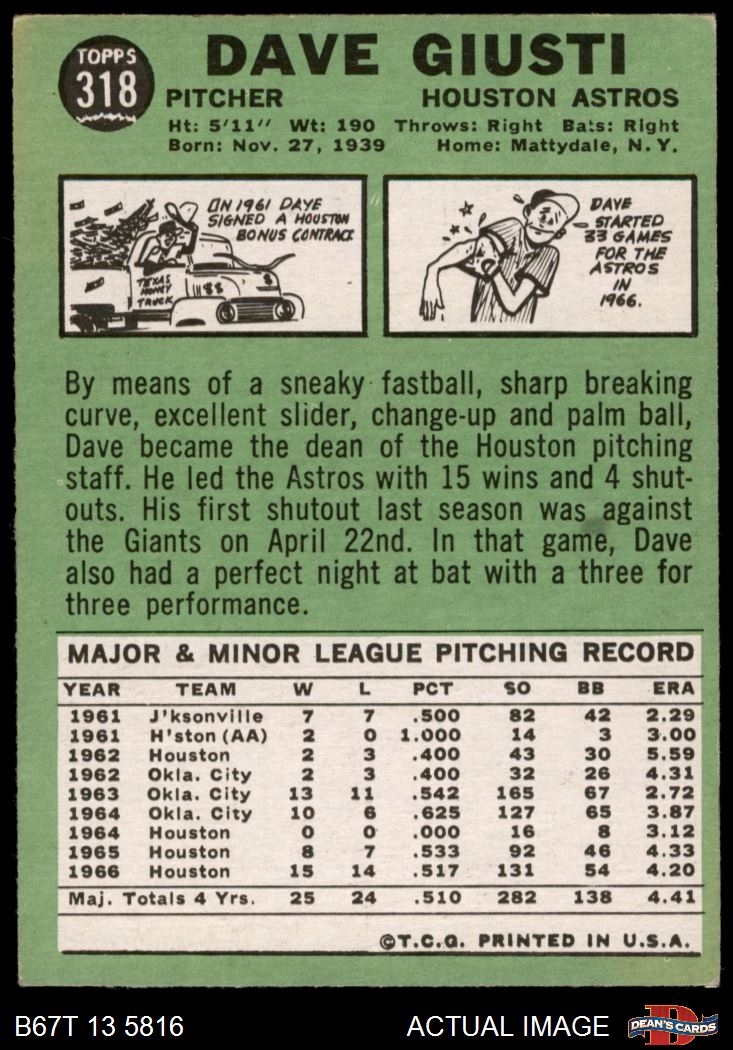 TOPPS
318
DAVE GIUSTI
PITCHER HOUSTON ASTROS
Ht: 5'11" Wt: 190 Throws: Right Bats: Right
Born: Nov. 27, 1939 Home: Mattydale, N.Y.
ON 1961 DAVE
SIGNED A HOUSTON
BONUS CONTRACT
TEXAS
MONEY
TRUCK
$$
DAVE
STARTED
33 GAMES
FOR THE
ASTROS
IN
1966.
By means of a sneaky fastball, sharp breaking
curve, excellent slider, change-up and palm ball,
Dave became the dean of the Houston pitching
staff. He led the Astros with 15 wins and 4 shut-
outs. His first shutout last season was against
the Giants on April 22nd. In that game, Dave
also had a perfect night at bat with a three for
three performance.
MAJOR & MINOR LEAGUE PITCHING RECORD
YEAR TEAM W L PCT SO BB ERA
1961 J'ksonville 7 7 .500 82 42 2.29
1961 H'ston (AA) 2 0 1.000 14 3 3.00
1962 Houston 2 3 .400 43 30 5.59
1962 Okla. City 2 3 .400 32 26 4.31
1963 Okla. City 13 11 .542 165 67 2.72
1964 Okla. City 10 6 .625 127 65 3.87
1964 Houston 0 0 .000 16 8 3.12
1965 Houston 8 7 .533 92 46 4.33
1966 Houston 15 14 .517 131 54 4.20
Maj. Totals 4 Yrs. 25 24 .510 282 138 4.41
©T.C.G. PRINTED IN U.S.A.
B67T 13 5816 ACTUAL IMAGE
DEAN'S CARDS